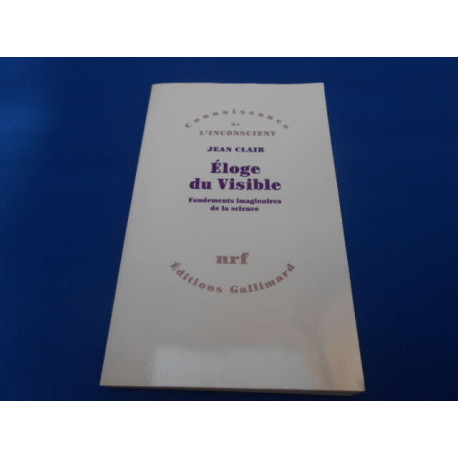 Connaissance
de
L'INCONSCIENT
JEAN CLAIR
Éloge
du Visible
Fondements imaginaires
de la science
nrf
Éditions Gallimard